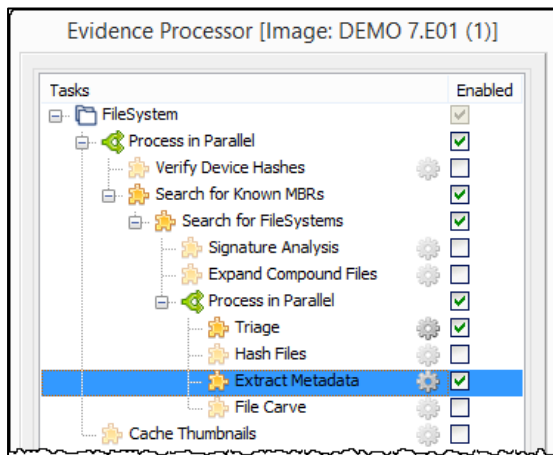 Evidence Processor [Image: DEMO 7.E01 (1)]
Tasks Enabled
FileSystem
Process in Parallel
Verify Device Hashes
Search for Known MBRs
Search for FileSystems
Signature Analysis
Expand Compound Files
Process in Parallel
Triage
Hash Files
Extract Metadata
File Carve
Cache Thumbnails